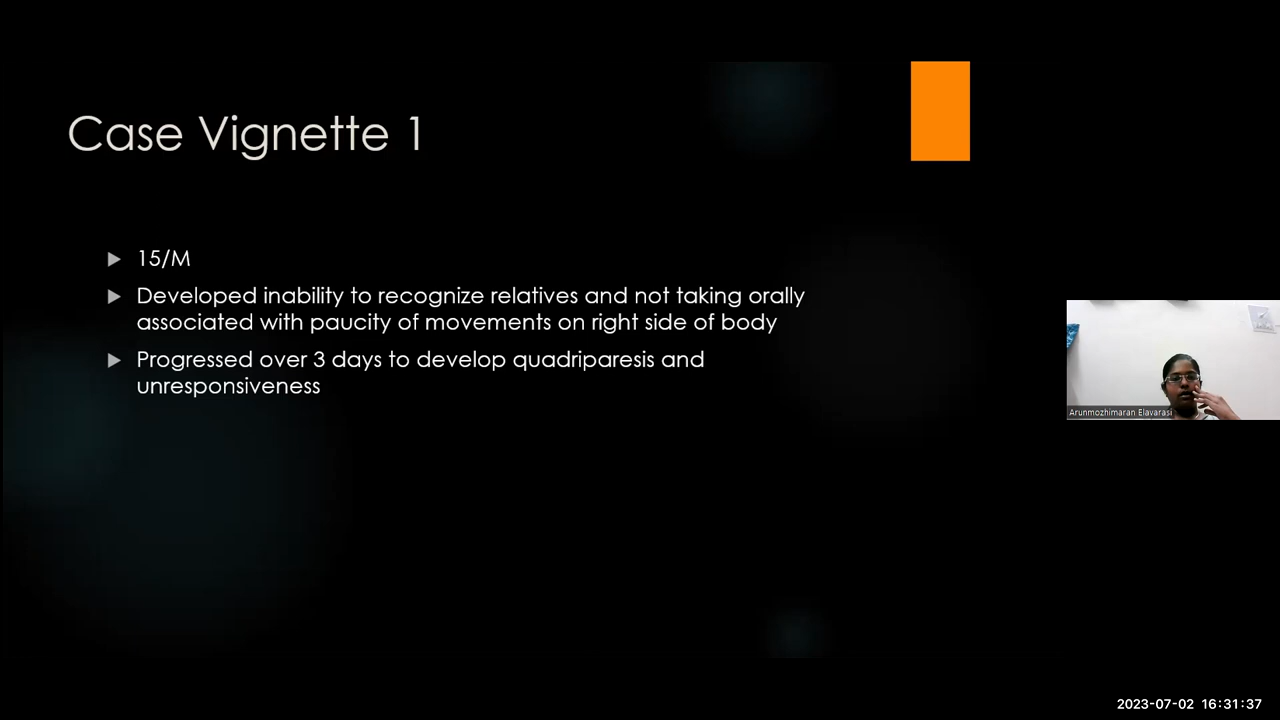 Case Vignette 1
15/M
Developed inability to recognize relatives and not taking orally
associated with paucity of movements on right side of body
Progressed over 3 days to develop quadriparesis and
unresponsiveness
Arunmozhimaran Elavarasi
2023-07-02 16:31:37